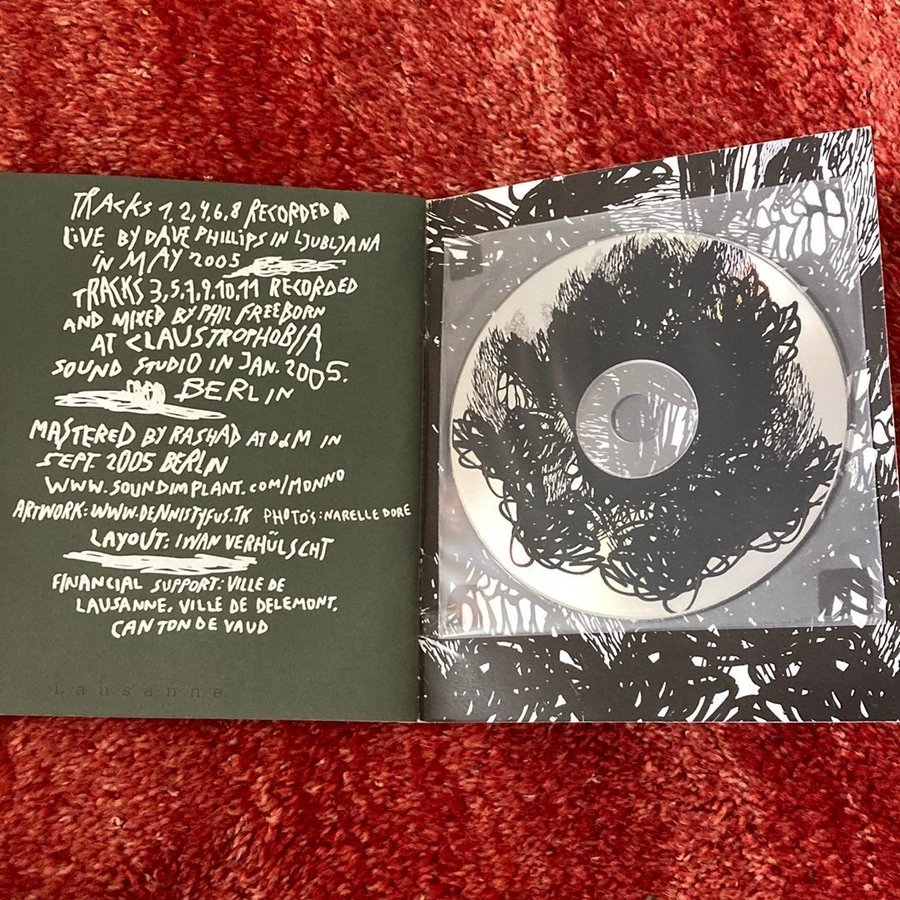 TRACKS 1,2,4,6,8 RECORDED
LIVE BY DAVE PHILLIPS IN LJUBLJANA
IN MAY 2005
TRACKS 3,5,7,9,10,11 RECORDED
AND MIXED BY PHIL FREEBORN
AT CLAUSTROPHOBIA
SOUND STUDIO IN JAN. 2005.
BERLIN
MASTERED BY RASHAD AT D&M IN
SEPT. 2005 BERLIN
WWW.SOUNDIMPLANT.COM/MONNO
ARTWORK: WWW.DENNISTYFUS.TK PHOTO'S: NARELLE DORE
LAYOUT: IWAN VERHÜLSCHT
FINANCIAL SUPPORT: VILLE DE
LAUSANNE, VILLE DE DELEMONT,
CANTON DE VAUD
Lausanne